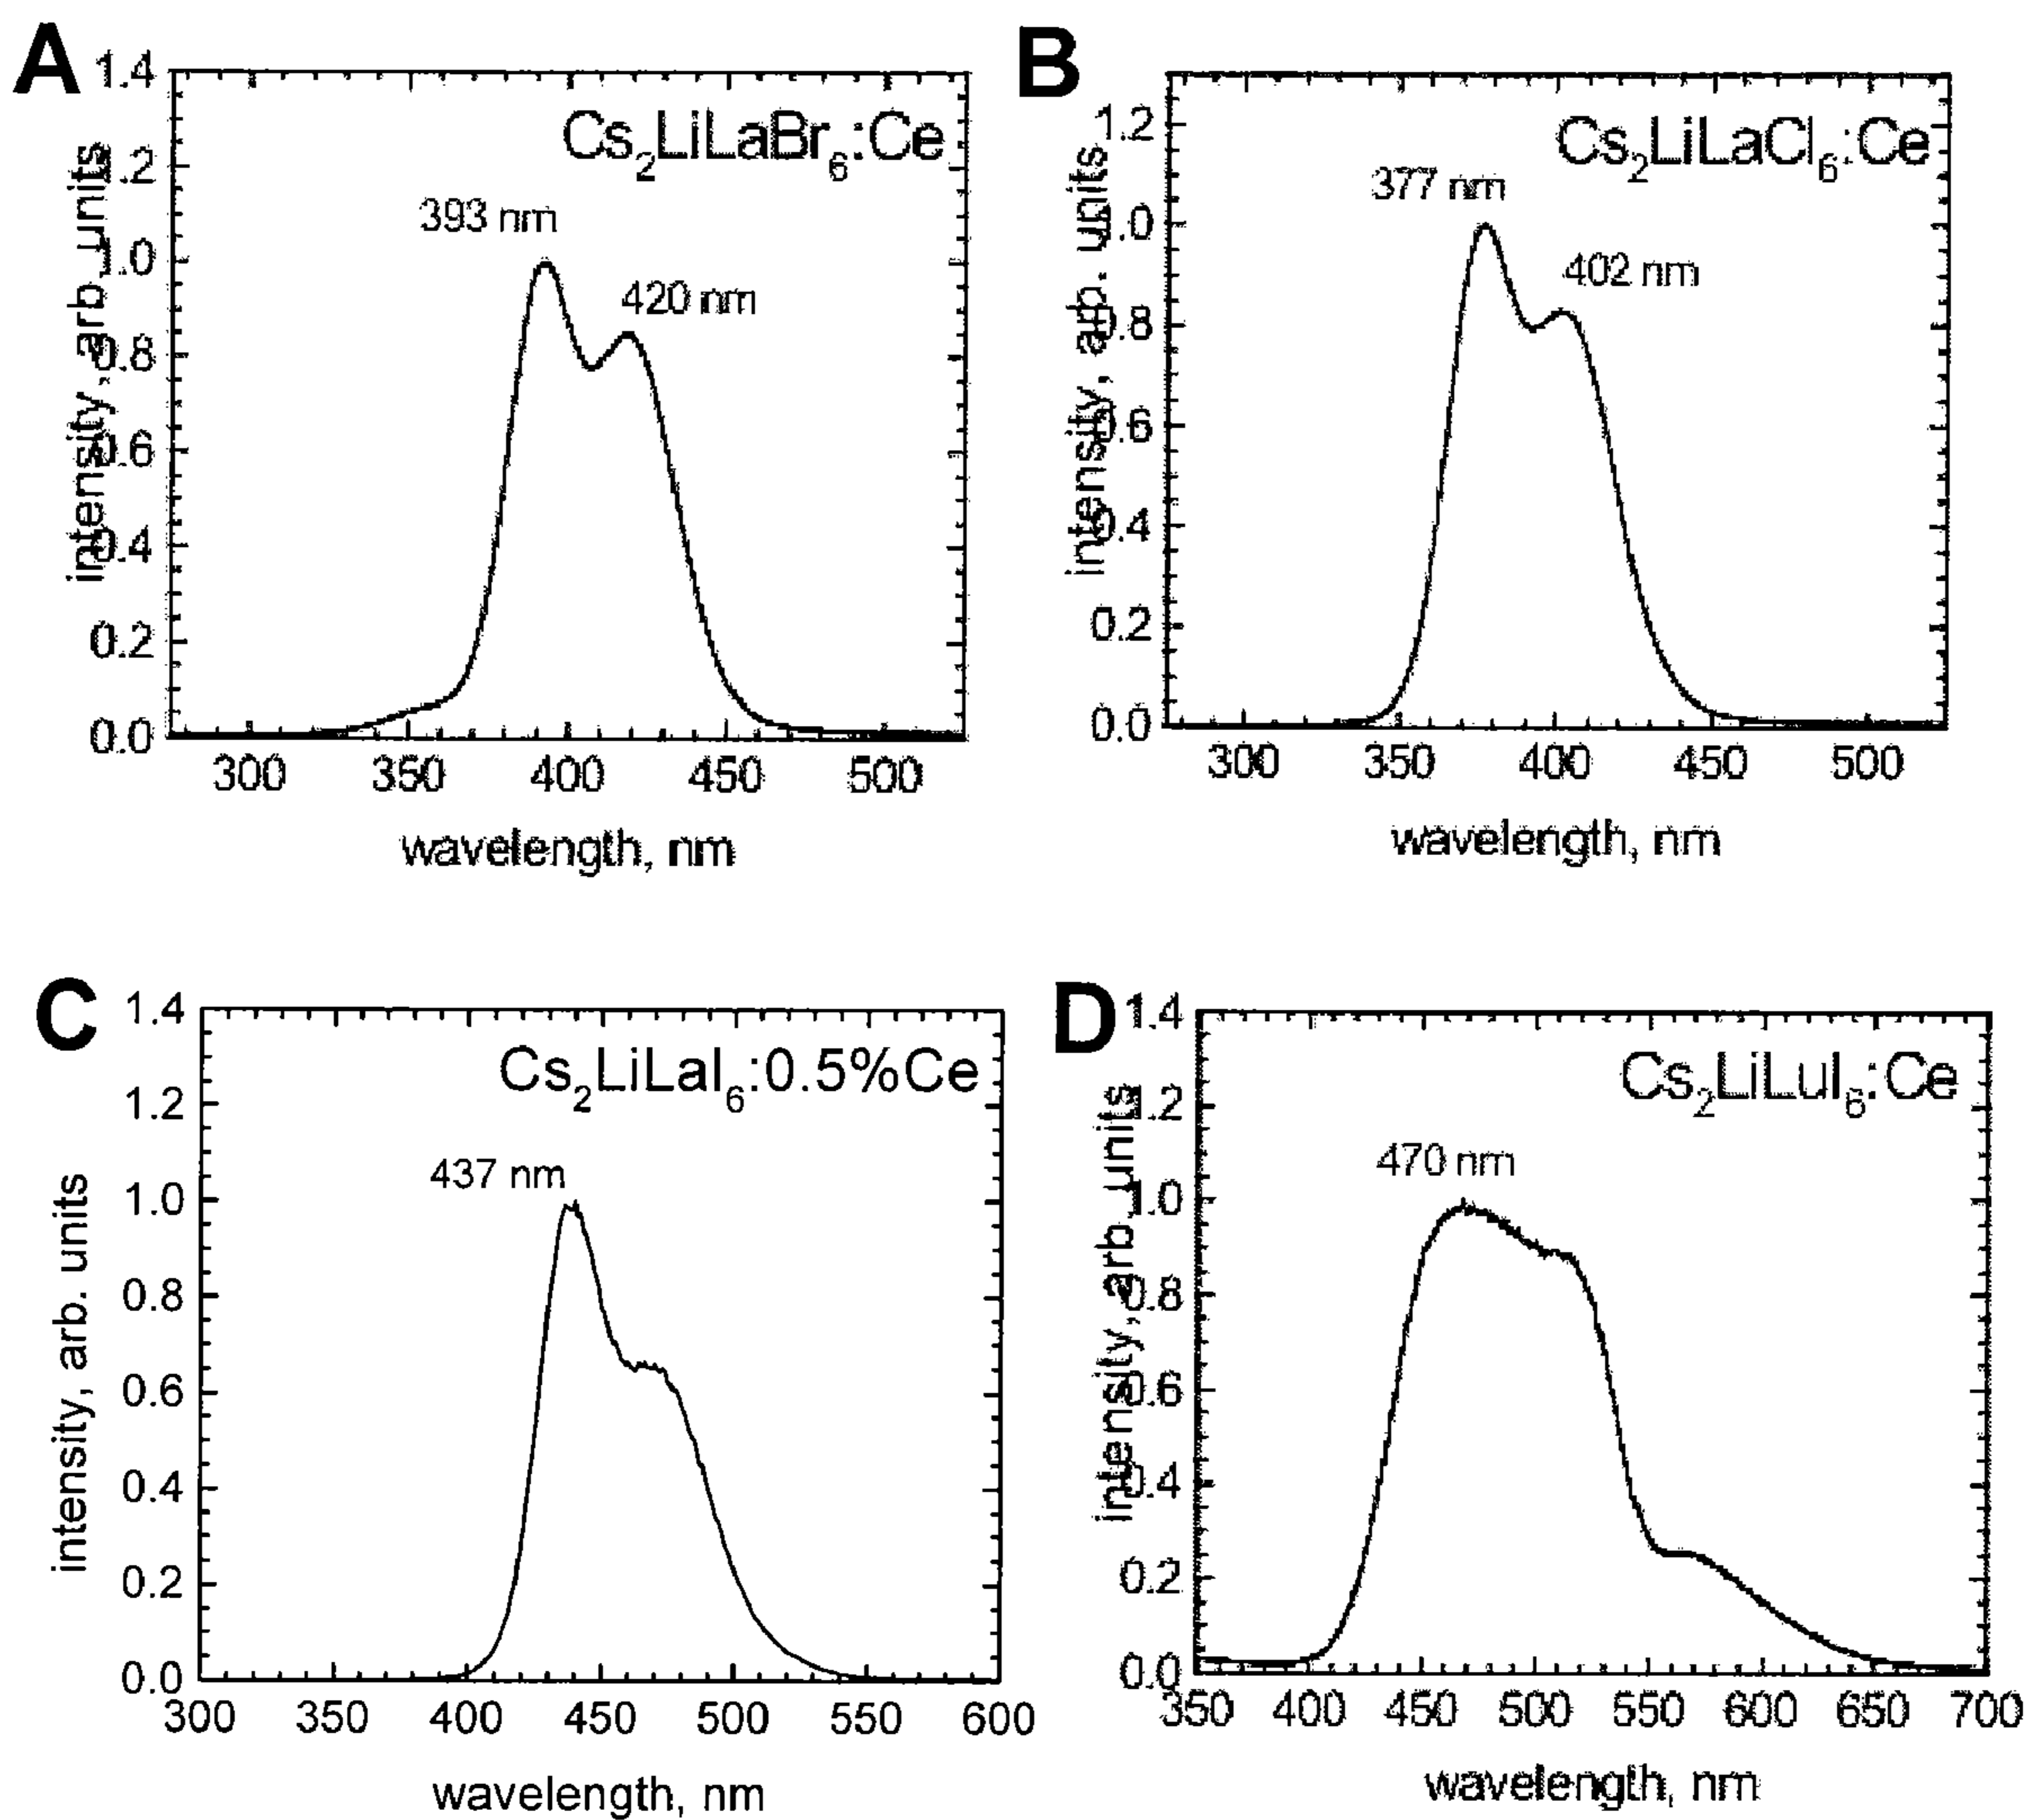 A
Cs2LiLaBr6:Ce
393 nm
420 nm
1.4
1.2
1.0
0.8
0.6
0.4
0.2
0.0
intensity, arb. units
300 350 400 450 500
wavelength, nm
B
Cs2LiLaCl6:Ce
377 nm
402 nm
1.2
1.0
0.8
0.6
0.4
0.2
0.0
intensity, arb. units
300 350 400 450 500
wavelength, nm
C
Cs2LiLaI6:0.5%Ce
437 nm
1.4
1.2
1.0
0.8
0.6
0.4
0.2
0.0
intensity, arb. units
300 350 400 450 500 550 600
wavelength, nm
D
Cs2LiLuI6:Ce
470 nm
1.4
1.2
1.0
0.8
0.6
0.4
0.2
0.0
intensity, arb. units
350 400 450 500 550 600 650 700
wavelength, nm